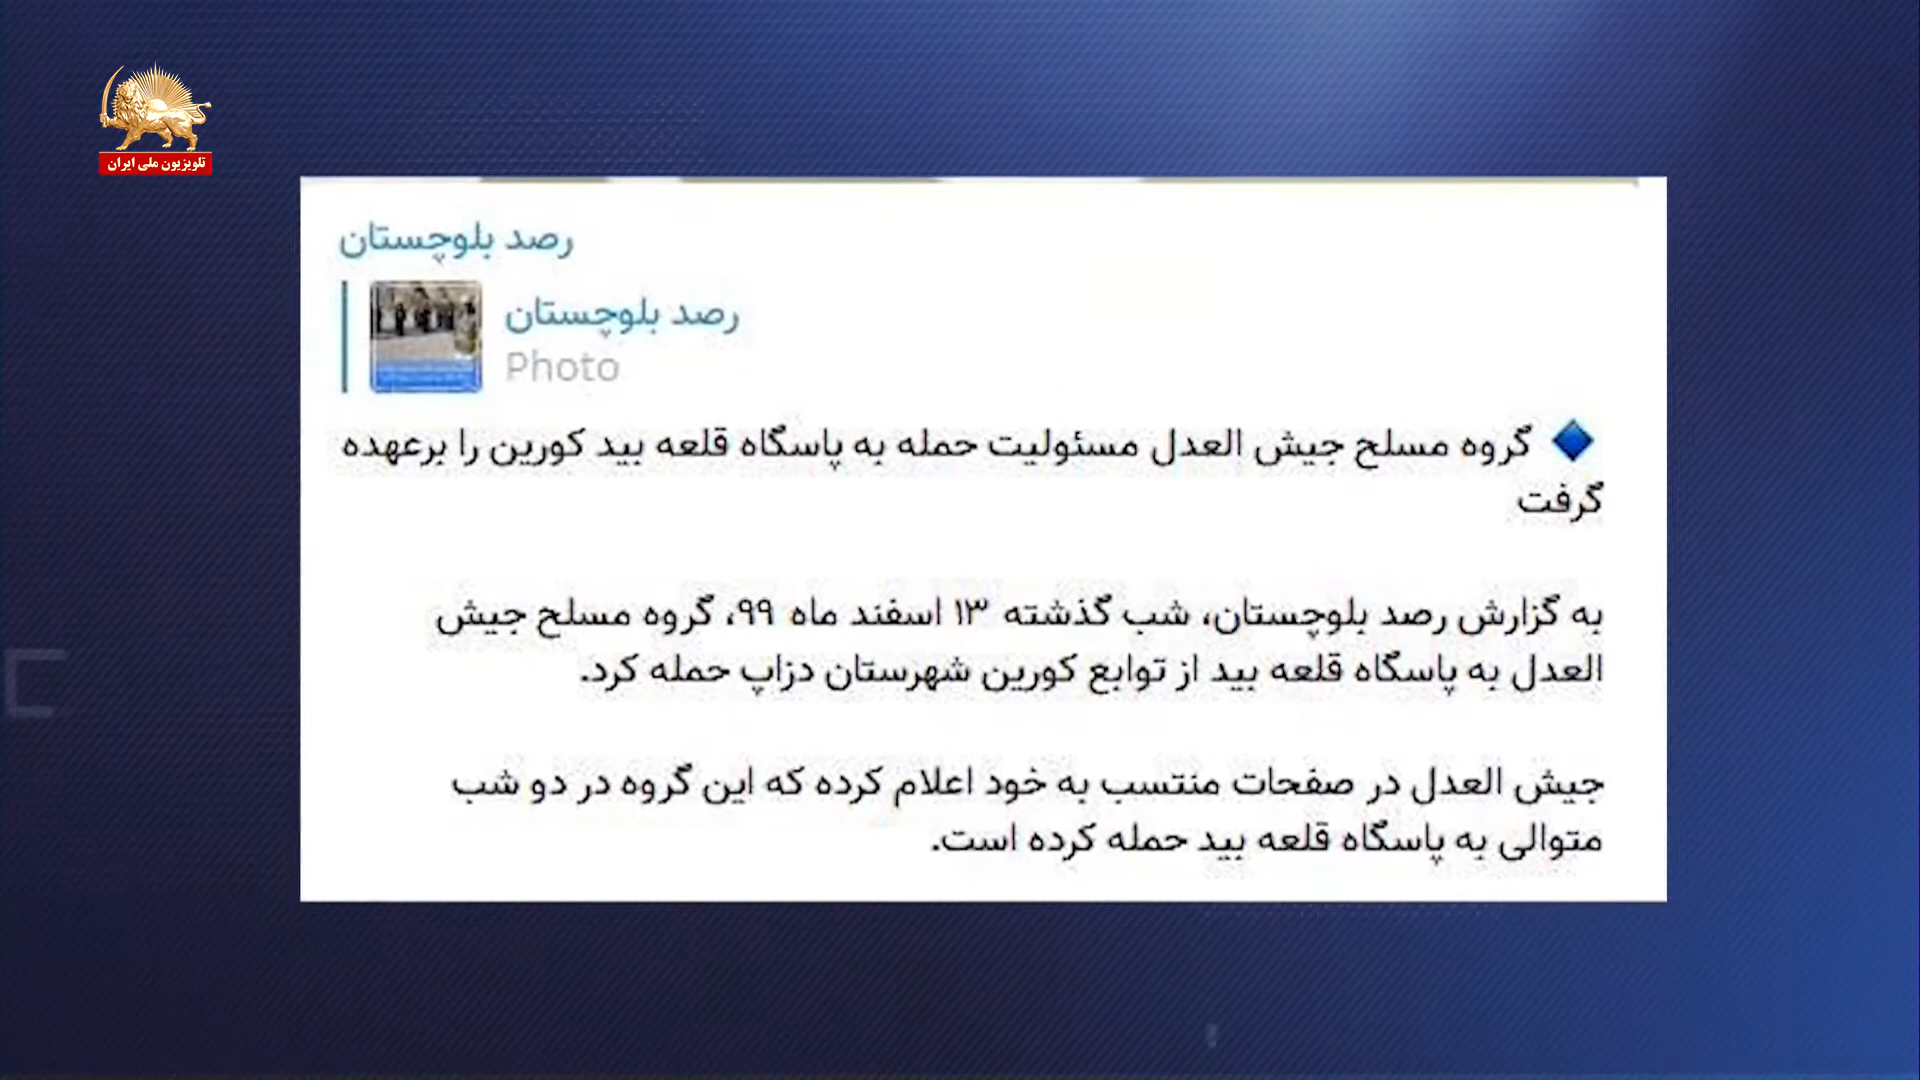 تلویزیون ملی ایران
رصد بلوچستان
رصد بلوچستان
Photo
گروه مسلح جیش العدل مسئولیت حمله به پاسگاه قلعه بید کورین را برعهده
گرفت
به گزارش رصد بلوچستان، شب گذشته ۱۳ اسفند ماه ۹۹، گروه مسلح جیش
العدل به پاسگاه قلعه بید از توابع کورین شهرستان دزاپ حمله کرد.
جیش العدل در صفحات منتسب به خود اعلام کرده که این گروه در دو شب
متوالی به پاسگاه قلعه بید حمله کرده است.